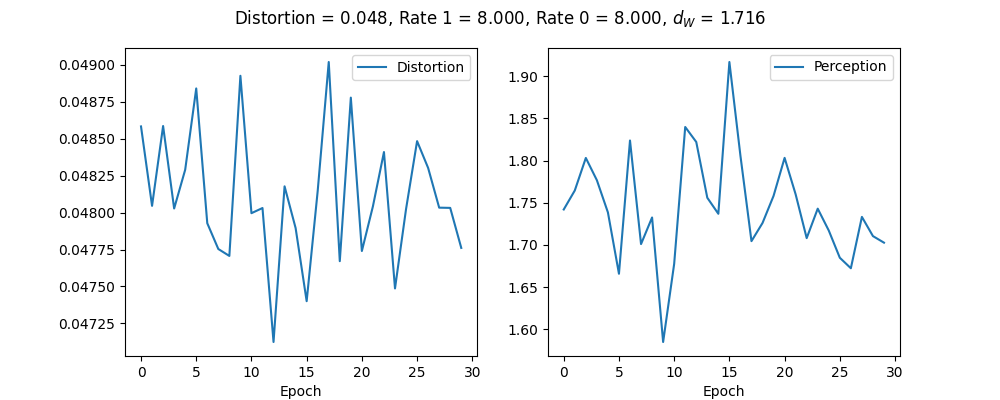 Distortion = 0.048, Rate 1 = 8.000, Rate 0 = 8.000, d_W = 1.716
0.04900
0.04875
0.04850
0.04825
0.04800
0.04775
0.04750
0.04725
Distortion
0 5 10 15 20 25 30
Epoch
1.90
1.85
1.80
1.75
1.70
1.65
1.60
Perception
0 5 10 15 20 25 30
Epoch